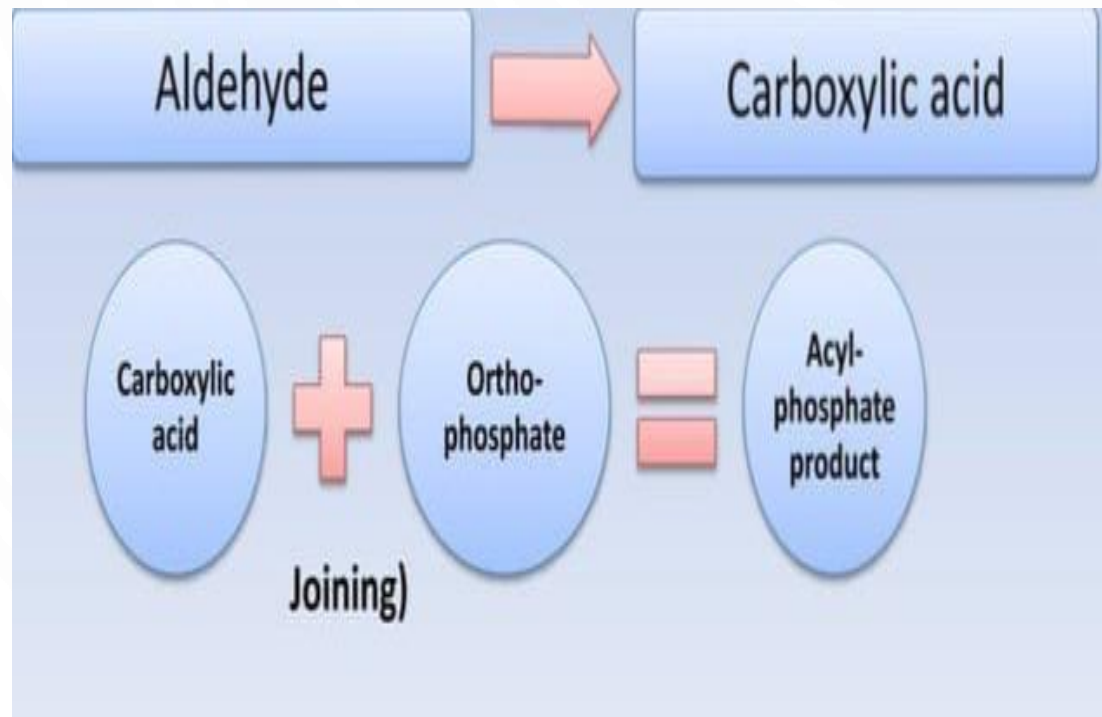 Aldehyde
Carboxylic acid
Carboxylic
acid
Ortho-
phosphate
Acyl-
phosphate
product
Joining)